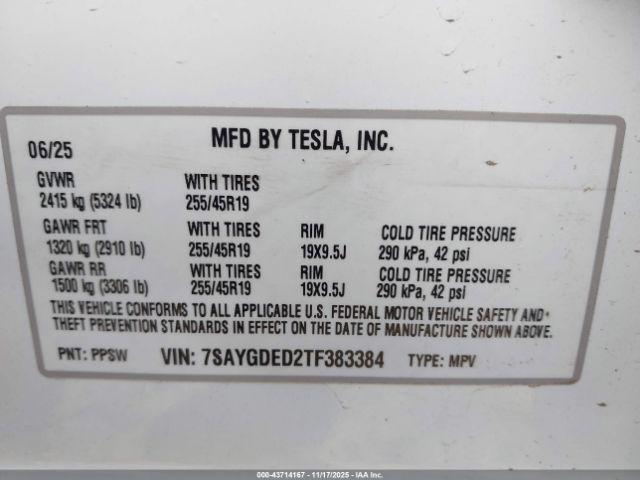 MFD BY TESLA, INC.
06/25
GVWR WITH TIRES
2415 kg (5324 lb) 255/45R19
GAWR FRT WITH TIRES RIM COLD TIRE PRESSURE
1320 kg (2910 lb) 255/45R19 19X9.5J 290 kPa, 42 psi
GAWR RR WITH TIRES RIM COLD TIRE PRESSURE
1500 kg (3306 lb) 255/45R19 19X9.5J 290 kPa, 42 psi
THIS VEHICLE CONFORMS TO ALL APPLICABLE U.S. FEDERAL MOTOR VEHICLE SAFETY AND
THEFT PREVENTION STANDARDS IN EFFECT ON THE DATE OF MANUFACTURE SHOWN ABOVE.
PNT: PPSW VIN: 7SAYGDED2TF383384 TYPE: MPV
000-43714167 - 11/17/2025 - IAA Inc.